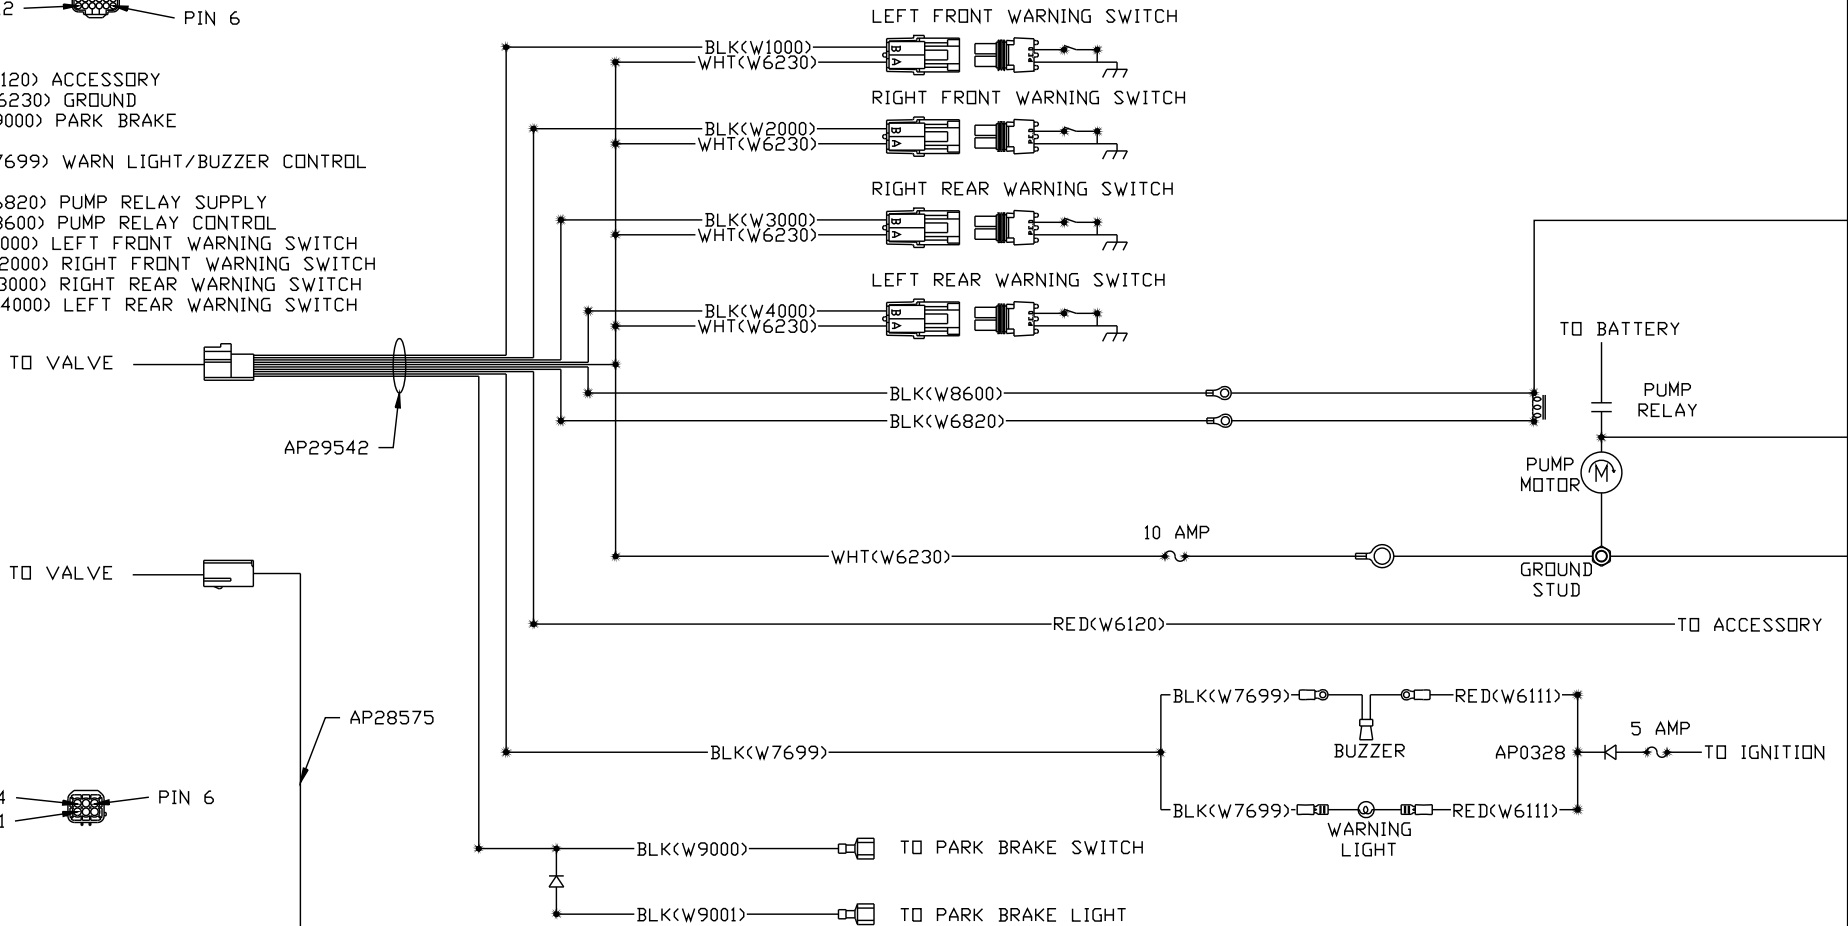 PIN 6
120) ACCESSORY
6230) GROUND
9000) PARK BRAKE
7699) WARN LIGHT/BUZZER CONTROL
6820) PUMP RELAY SUPPLY
8600) PUMP RELAY CONTROL
000) LEFT FRONT WARNING SWITCH
2000) RIGHT FRONT WARNING SWITCH
3000) RIGHT REAR WARNING SWITCH
4000) LEFT REAR WARNING SWITCH
TO VALVE
AP29542
TO VALVE
AP28575
PIN 6
LEFT FRONT WARNING SWITCH
BLK(W1000)
WHT(W6230)
B
A
RIGHT FRONT WARNING SWITCH
BLK(W2000)
WHT(W6230)
B
A
RIGHT REAR WARNING SWITCH
BLK(W3000)
WHT(W6230)
B
A
LEFT REAR WARNING SWITCH
BLK(W4000)
WHT(W6230)
B
A
BLK(W8600)
BLK(W6820)
TO BATTERY
PUMP
RELAY
PUMP
MOTOR
M
10 AMP
WHT(W6230)
GROUND
STUD
RED(W6120)
TO ACCESSORY
BLK(W7699)
BLK(W7699)
RED(W6111)
BUZZER
AP0328
5 AMP
TO IGNITION
BLK(W7699)
RED(W6111)
WARNING
LIGHT
BLK(W9000)
TO PARK BRAKE SWITCH
BLK(W9001)
TO PARK BRAKE LIGHT